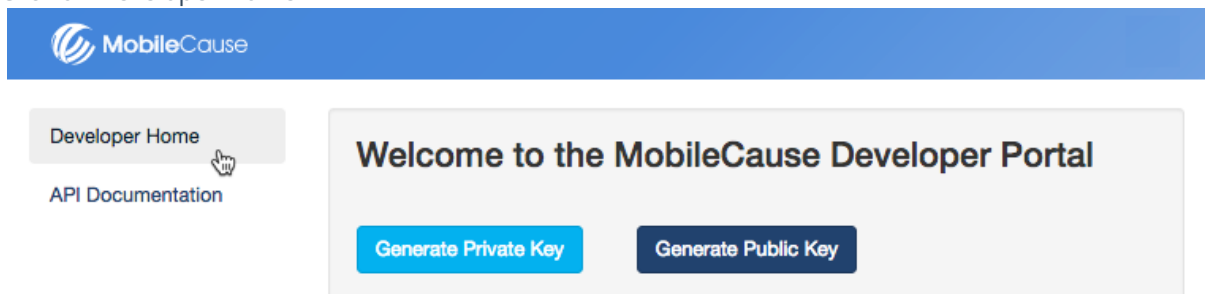 MobileCause
Developer Home
API Documentation
Welcome to the MobileCause Developer Portal
Generate Private Key
Generate Public Key